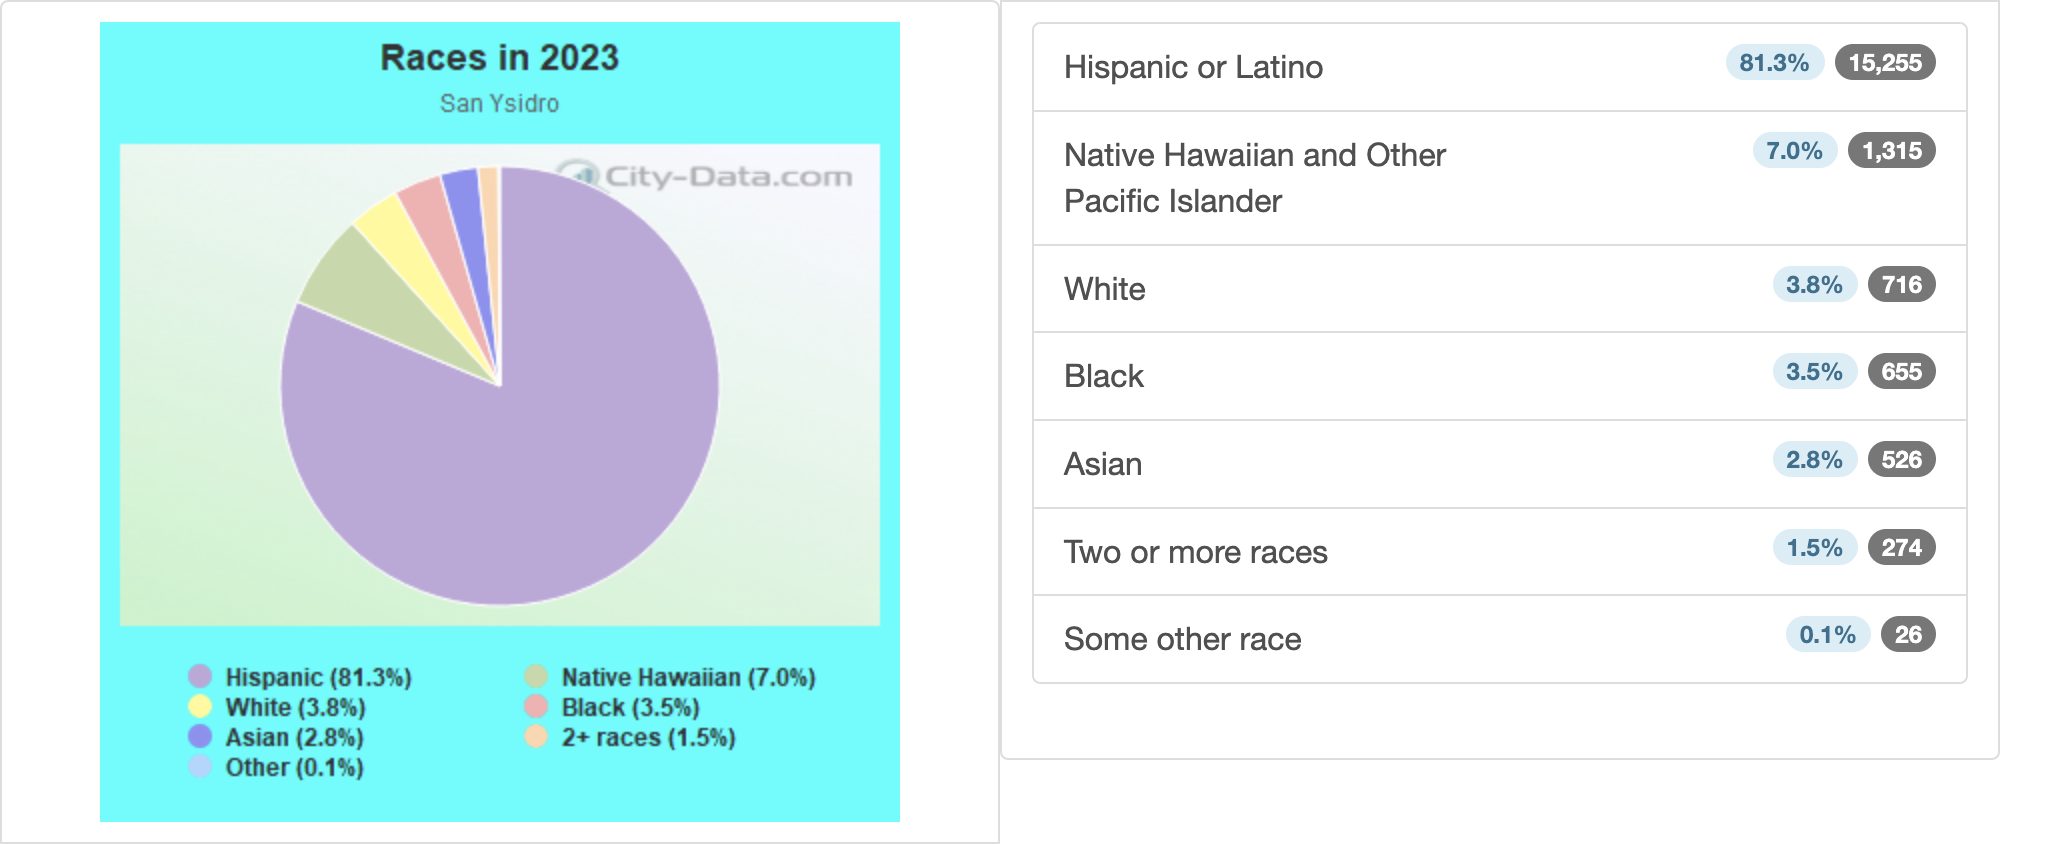 Races in 2023
San Ysidro
City-Data.com
Hispanic (81.3%)
Native Hawaiian (7.0%)
White (3.8%)
Black (3.5%)
Asian (2.8%)
2+ races (1.5%)
Other (0.1%)
Hispanic or Latino 81.3% 15,255
Native Hawaiian and Other 7.0% 1,315
Pacific Islander
White 3.8% 716
Black 3.5% 655
Asian 2.8% 526
Two or more races 1.5% 274
Some other race 0.1% 26